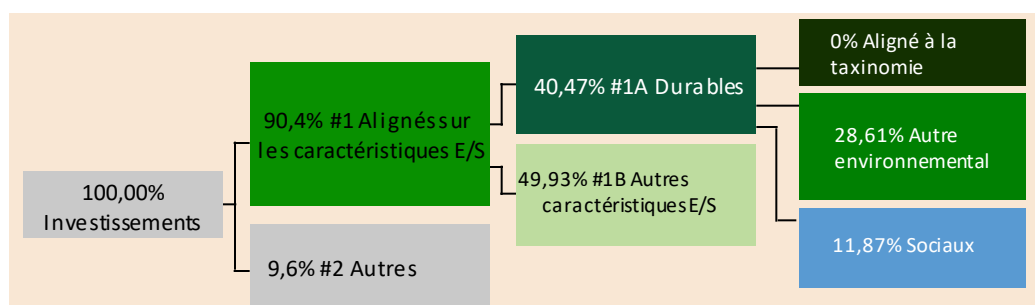 100,00%
Investissements
90,4% #1 Alignés sur
les caractéristiques E/S
9,6% #2 Autres
40,47% #1A Durables
49,93% #1B Autres
caractéristiques E/S
0% Aligné à la
taxinomie
28,61% Autre
environnemental
11,87% Sociaux